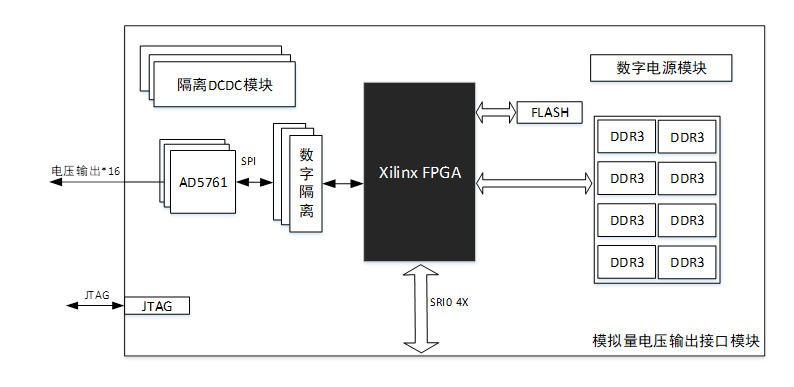 隔离DCDC模块
数字电源模块
FLASH
DDR3 DDR3
DDR3 DDR3
DDR3 DDR3
DDR3 DDR3
Xilinx FPGA
电压输出*16
AD5761
SPI
数字隔离
JTAG
JTAG
SRIO 4X
模拟量电压输出接口模块